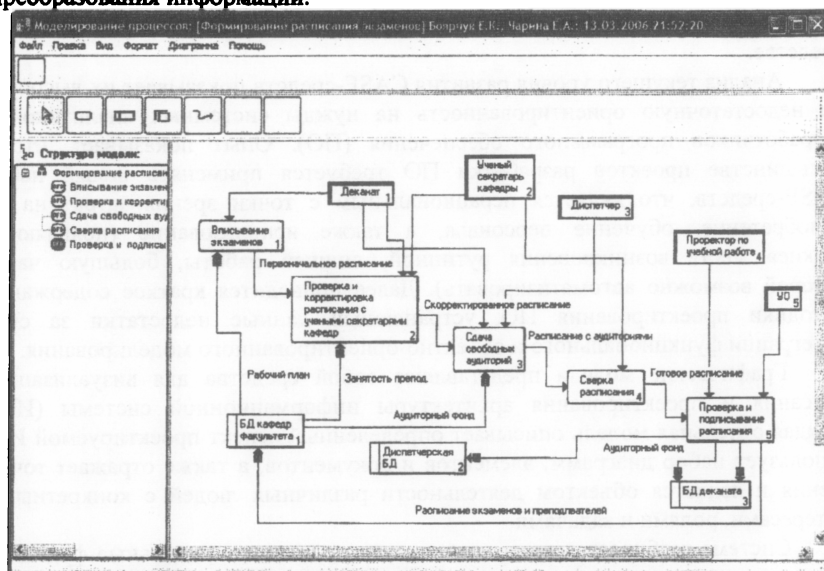 преобразования информации.
Моделирование процессов: [Формирование расписания экзаменов] Боярчук Е.К., Чарина Е.А.; 13.03.2006 21:52:20
Файл Правка Вид Формат Диаграмма Помощь
Структура модели:
Формирование расписан
Вписывание экзамен
Проверка и корректир
Сдача свободных ауд
Сверка расписания
Проверка и подписы
Деканат 1
Ученый
секретарь
кафедры 2
Диспетчер 3
Проректор по
учебной работе 4
УО 5
Вписывание
экзаменов 1
Первоначальное расписание
Проверка и
корректировка
расписания с
учеными секретарями
кафедр 2
расписание
Расписание с аудиториями
Сдача
свободных
аудиторий 3
Рабочий план
Занятость препод.
Сверка
расписания 4
Готовое расписание
БД кафедр
факультета 1
Аудиторный фонд
Проверка и
подписывание
расписания 5
Диспетчерская
БД 2
Аудиторный фонд
БД деканата 3
Расписание экзаменов и преподавателей